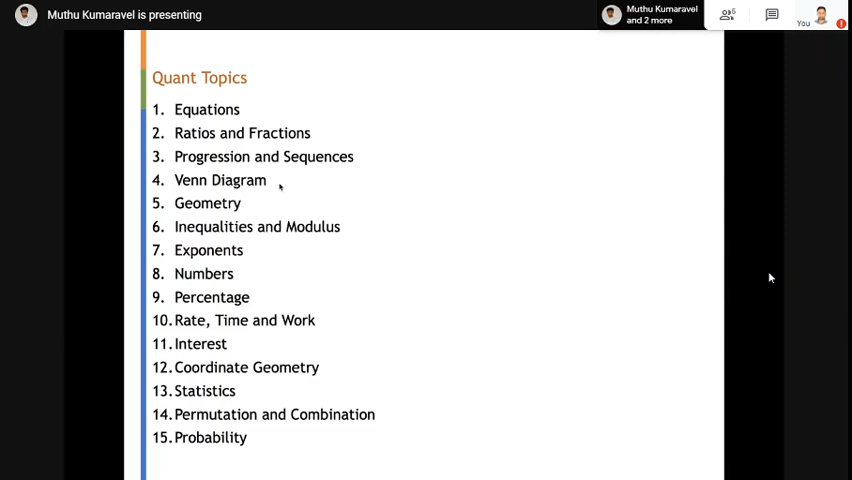 Muthu Kumaravel is presenting
Muthu Kumaravel
and 2 more
5
You
Quant Topics
1. Equations
2. Ratios and Fractions
3. Progression and Sequences
4. Venn Diagram
5. Geometry
6. Inequalities and Modulus
7. Exponents
8. Numbers
9. Percentage
10. Rate, Time and Work
11. Interest
12. Coordinate Geometry
13. Statistics
14. Permutation and Combination
15. Probability